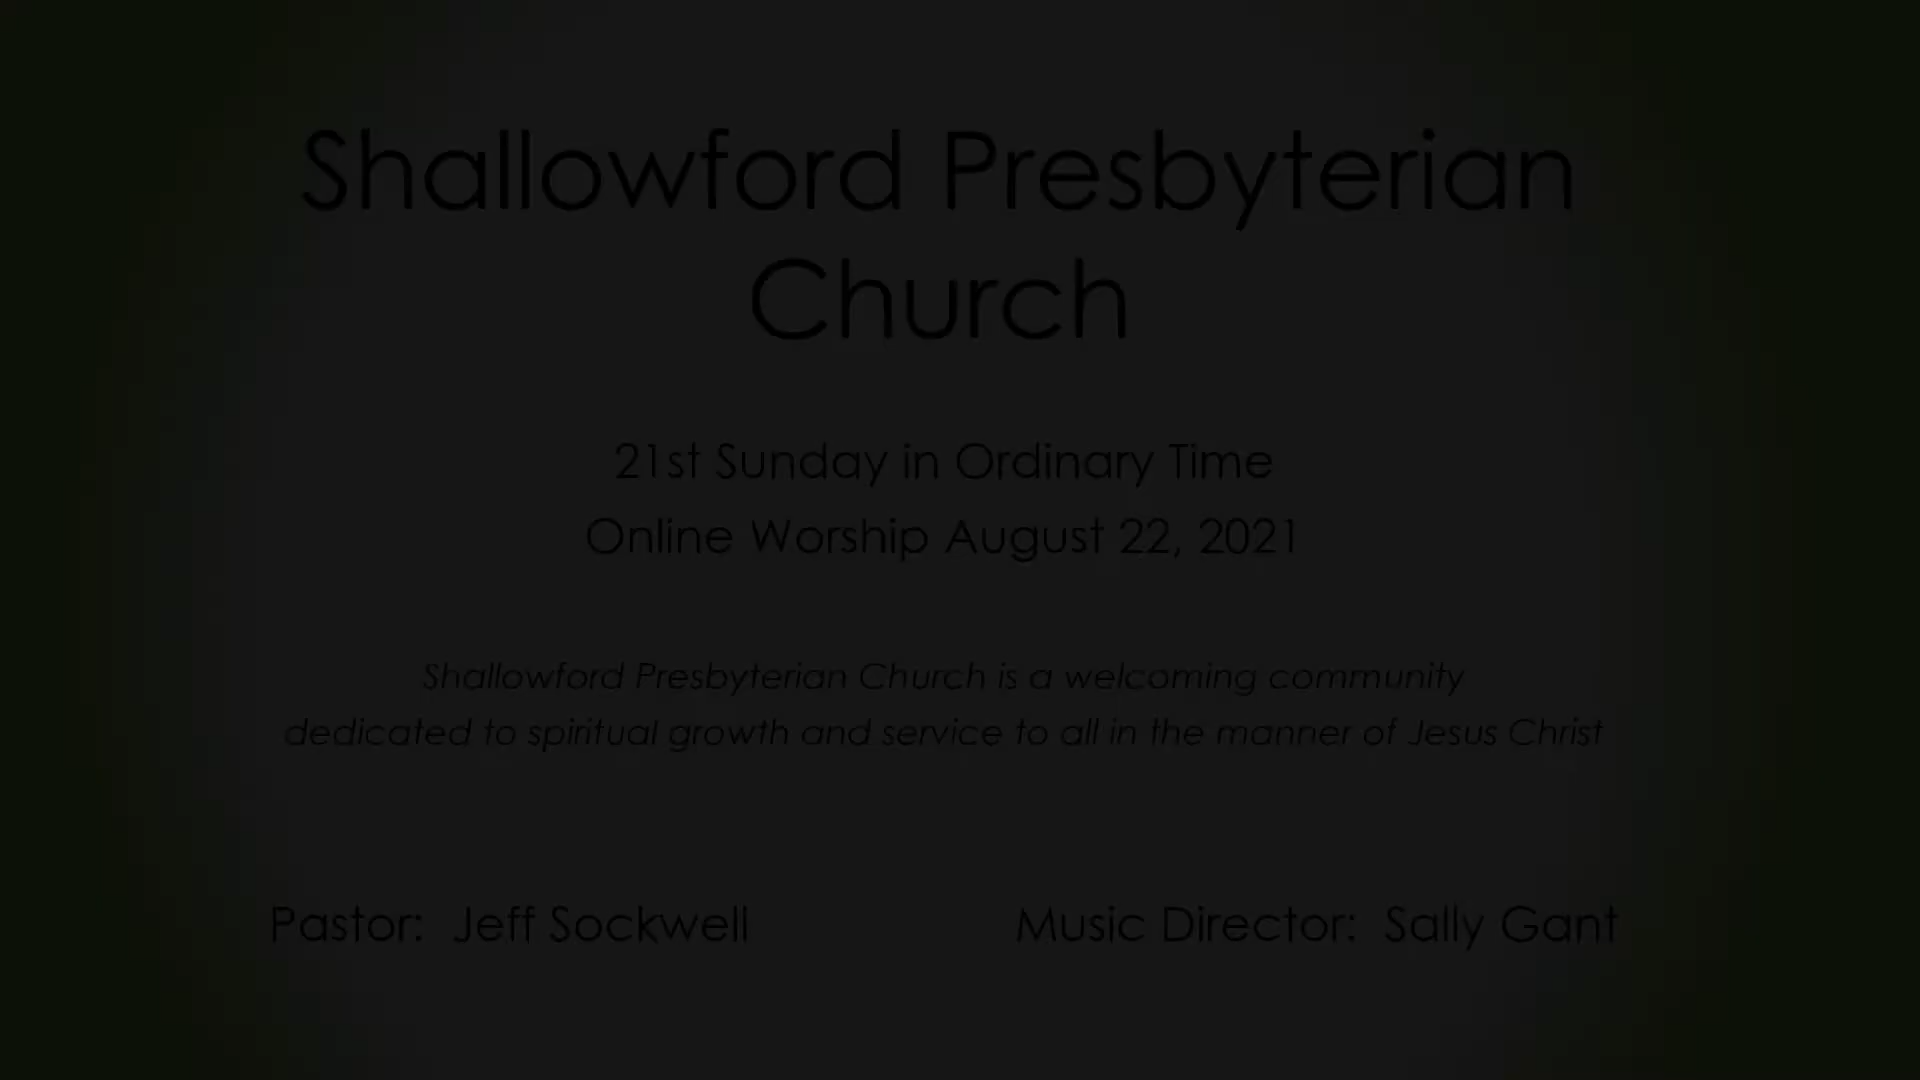 Shallowford Presbyterian
Church
21st Sunday in Ordinary Time
Online Worship August 22, 2021
Shallowford Presbyterian Church is a welcoming community
dedicated to spiritual growth and service to all in the manner of Jesus Christ
Pastor: Jeff Sockwell Music Director: Sally Gant